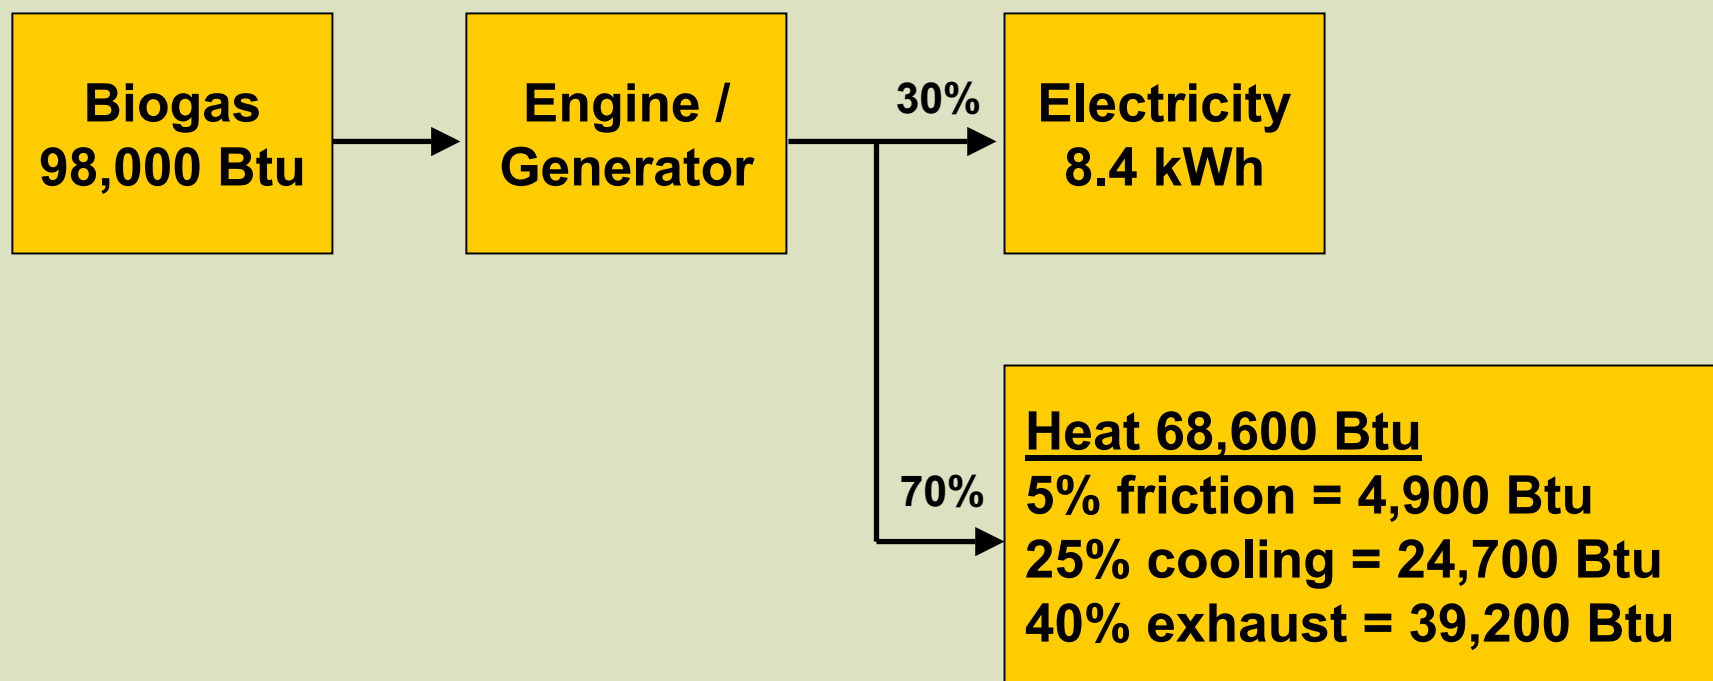 Biogas
98,000 Btu
Engine /
Generator
30%
Electricity
8.4 kWh
70%
Heat 68,600 Btu
5% friction = 4,900 Btu
25% cooling = 24,700 Btu
40% exhaust = 39,200 Btu